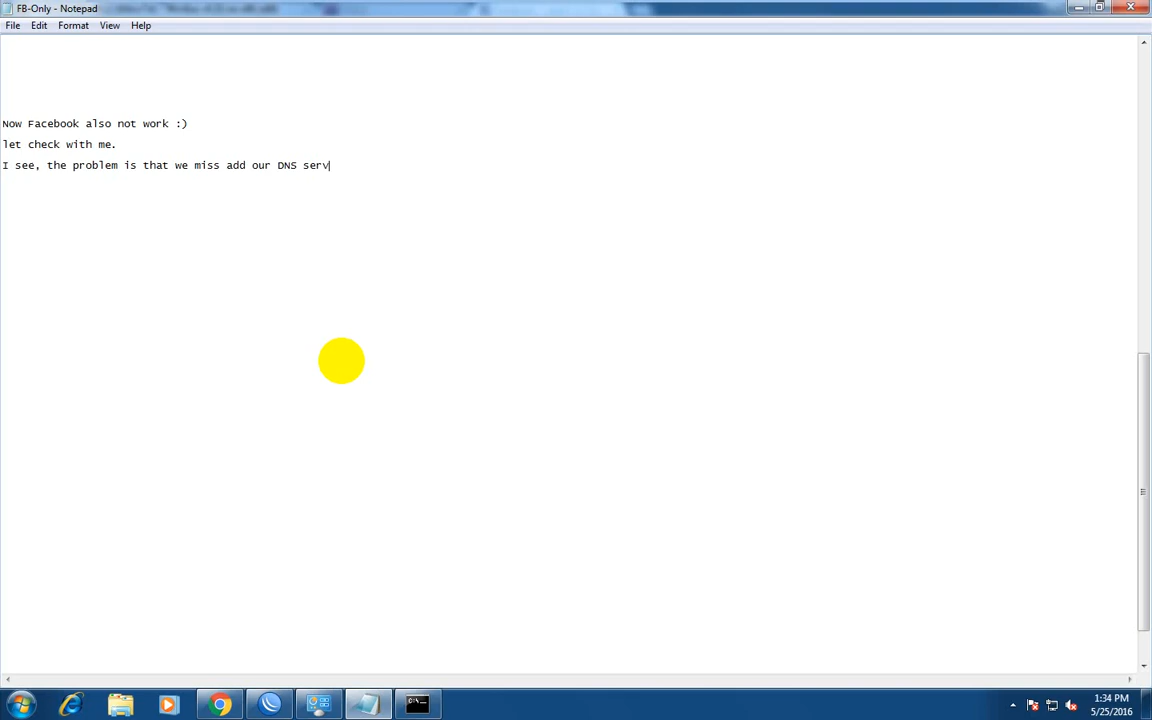 FB-Only - Notepad
File Edit Format View Help
Now Facebook also not work :)
let check with me.
I see, the problem is that we miss add our DNS serv
1:34 PM
5/25/2016